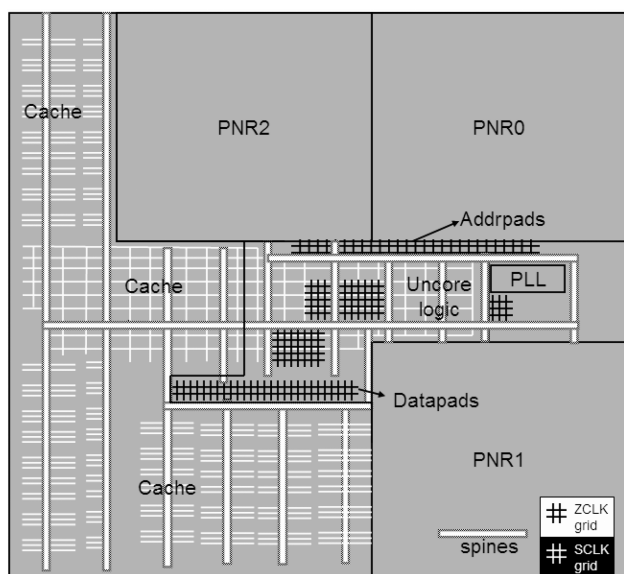 Cache
PNR2
PNR0
Addrpads
Cache
Uncore
logic
PLL
Datapads
PNR1
Cache
spines
ZCLK
grid
SCLK
grid